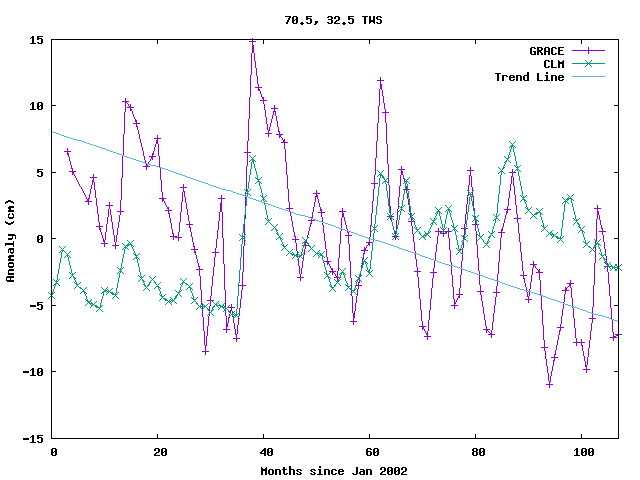 70.5, 32.5 TWS
GRACE
CLM
Trend Line
15
10
5
0
-5
-10
-15
Anomaly (cm)
0 20 40 60 80 100
Months since Jan 2002